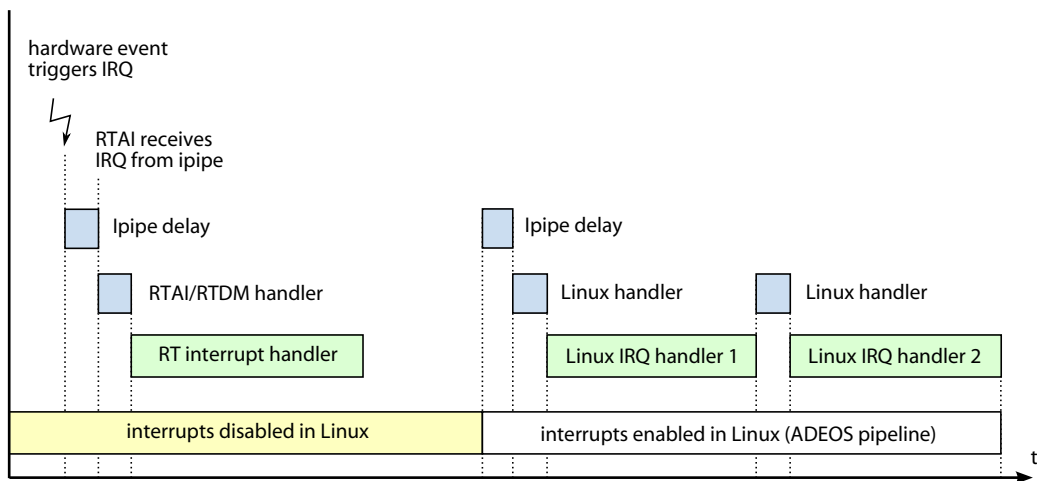 hardware event
triggers IRQ
RTAI receives
IRQ from ipipe
Ipipe delay
Ipipe delay
RTAI/RTDM handler
Linux handler
Linux handler
RT interrupt handler
Linux IRQ handler 1
Linux IRQ handler 2
interrupts disabled in Linux
interrupts enabled in Linux (ADEOS pipeline)
t